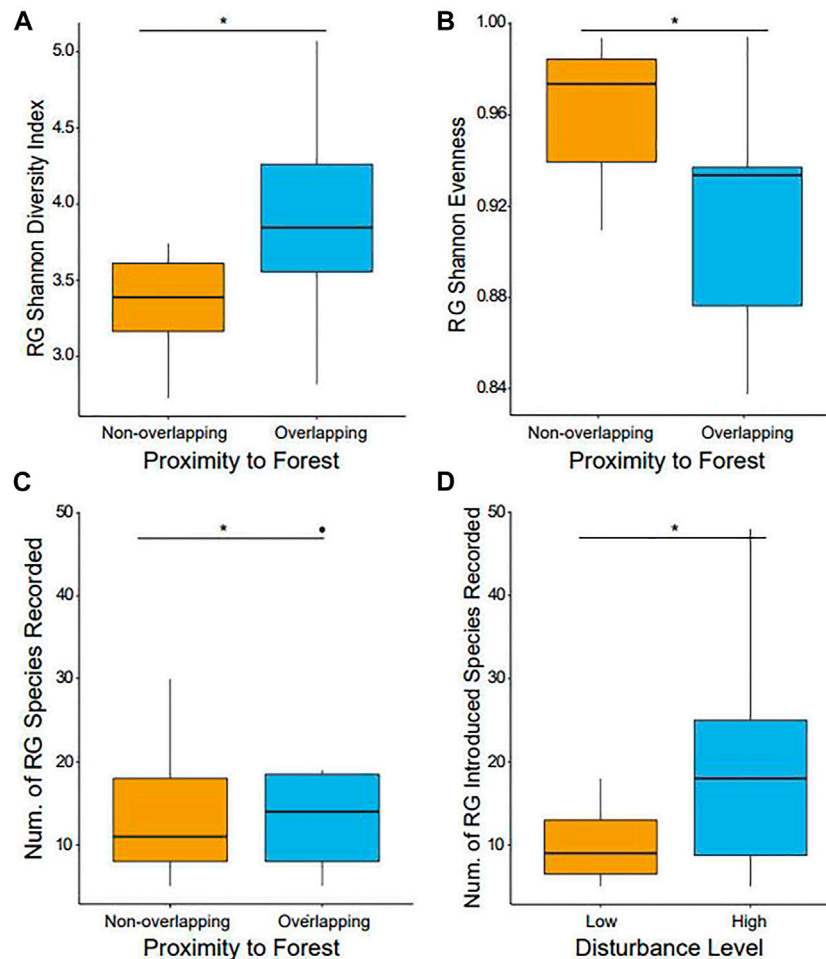 A
*
RG Shannon Diversity Index
5.0
4.5
4.0
3.5
3.0
Non-overlapping
Overlapping
Proximity to Forest
B
*
RG Shannon Evenness
1.00
0.96
0.92
0.88
0.84
Non-overlapping
Overlapping
Proximity to Forest
C
*
Num. of RG Species Recorded
50
40
30
20
10
Non-overlapping
Overlapping
Proximity to Forest
D
*
Num. of RG Introduced Species Recorded
50
40
30
20
10
Low
High
Disturbance Level